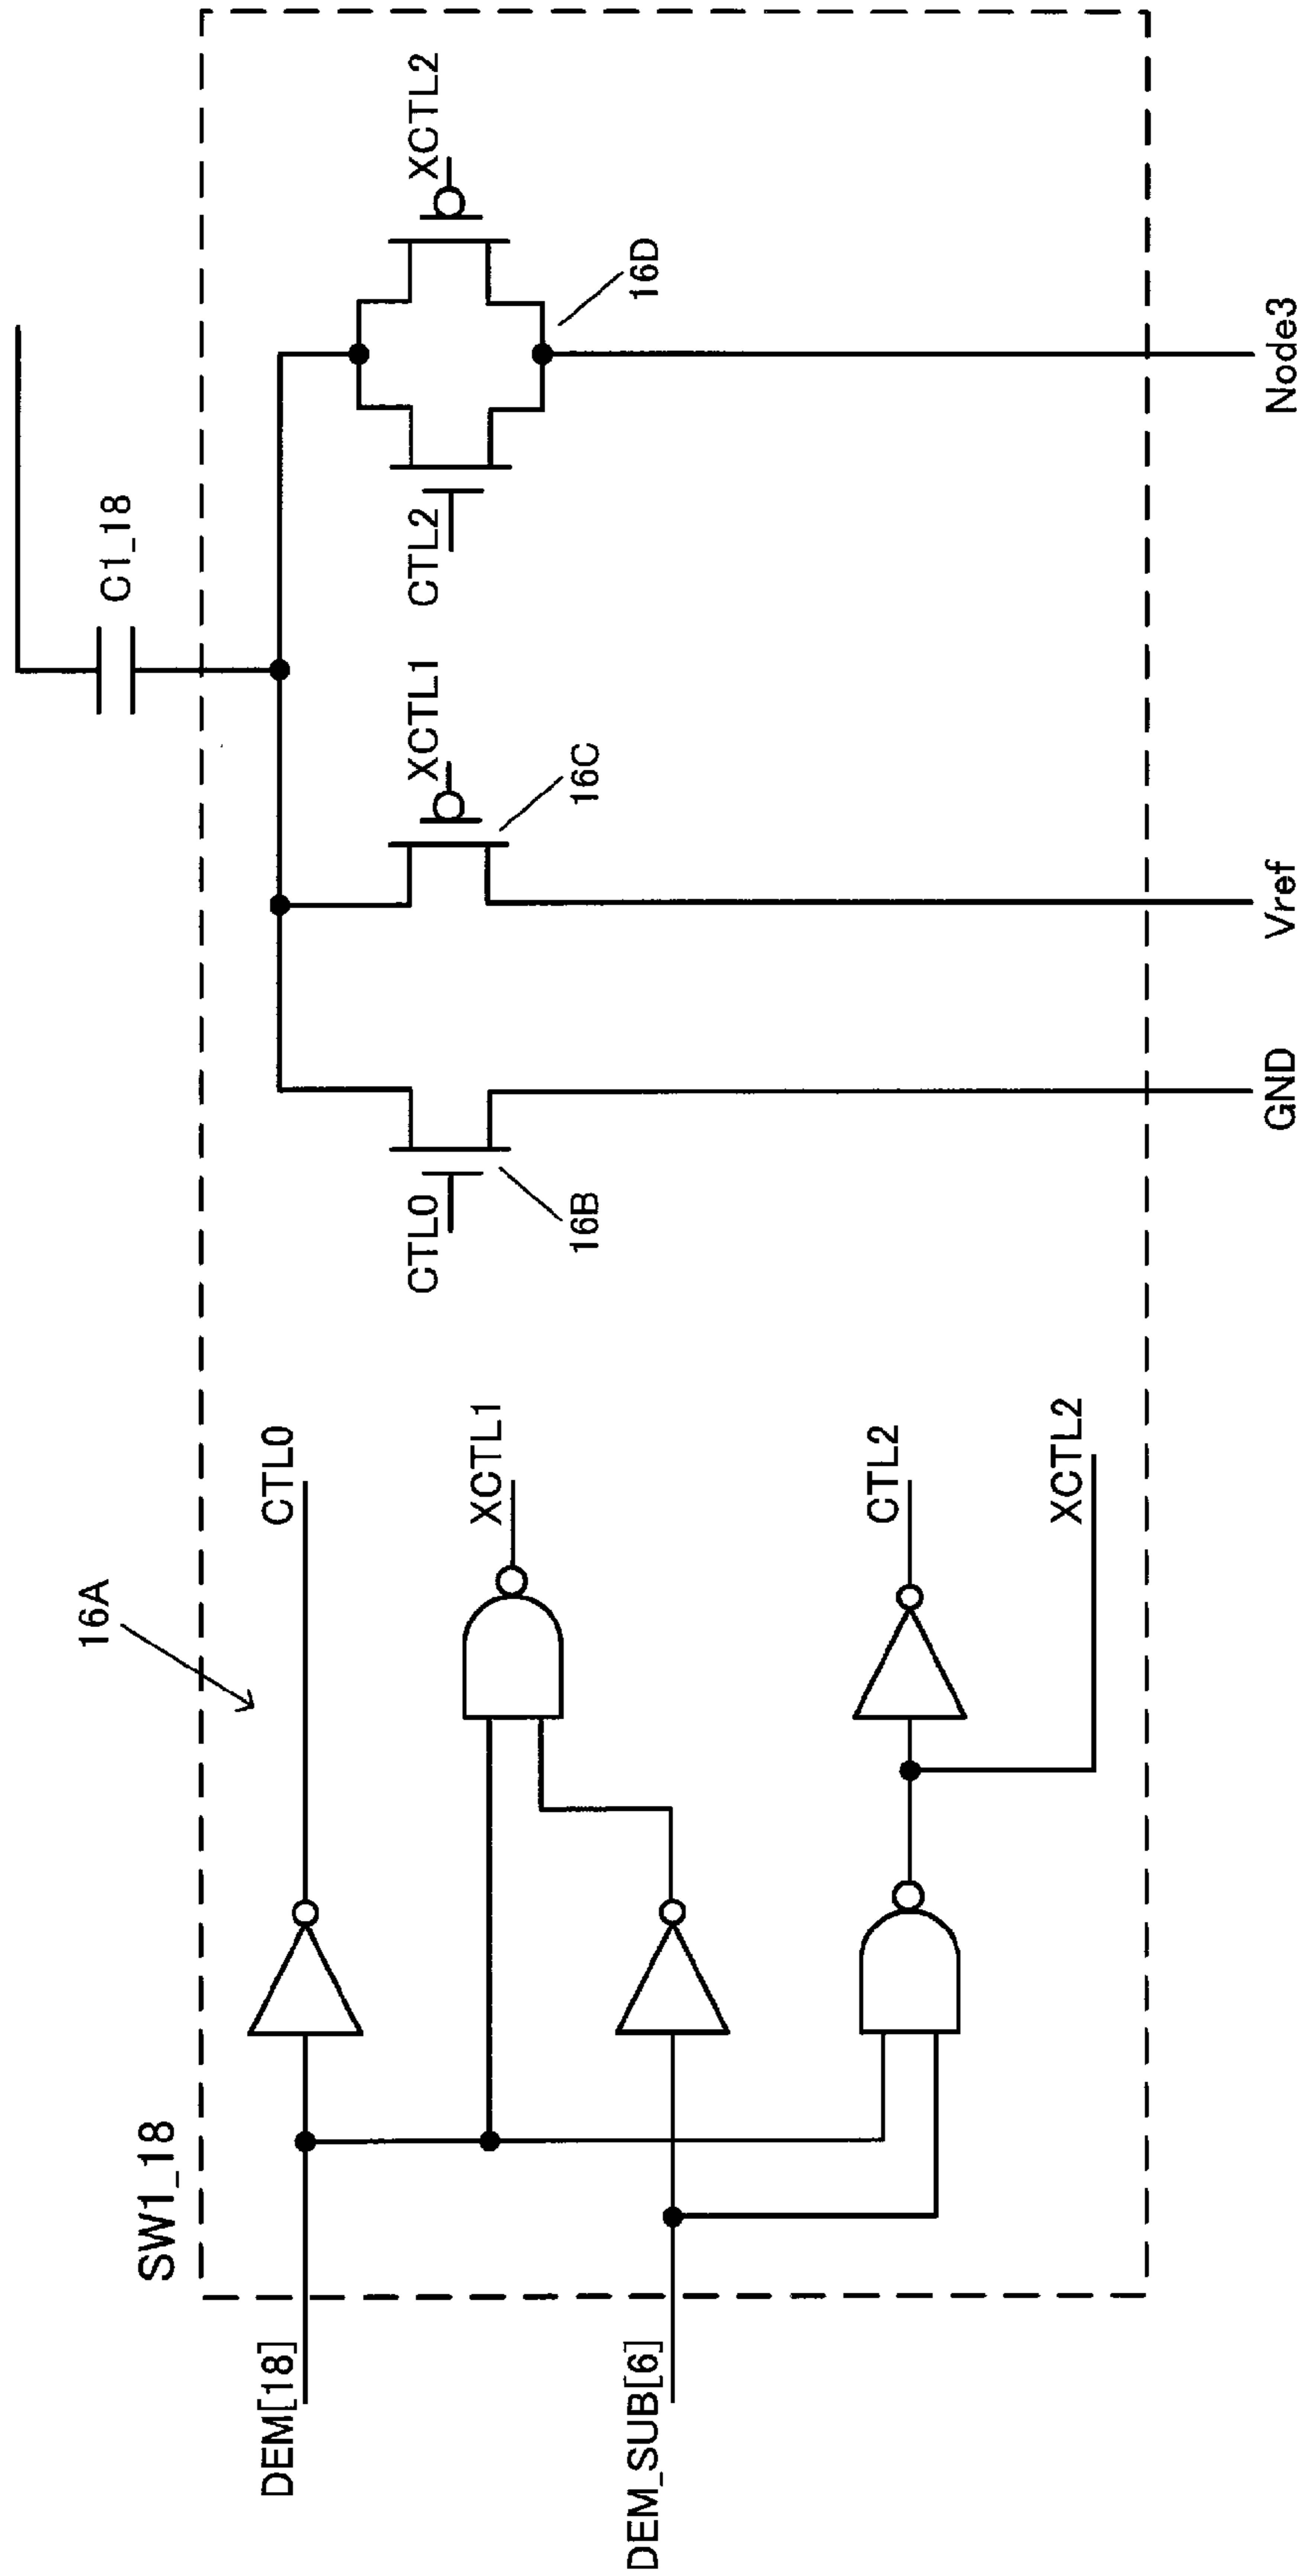 SW1_18
16A
C1_18
DEM[18]
CTL0
XCTL1
DEM_SUB[6]
CTL2
XCTL2
CTL0
16B
XCTL1
16C
CTL2
XCTL2
16D
GND
Vref
Node3